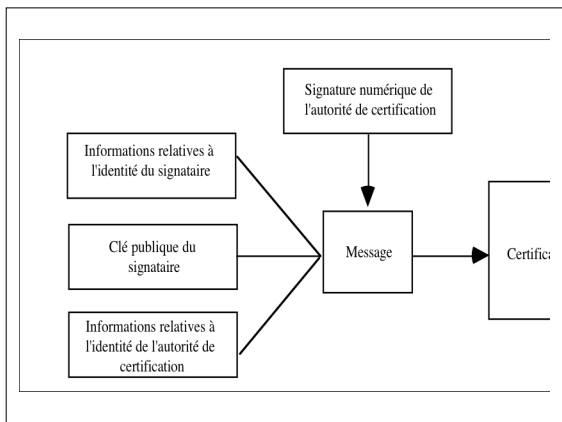 Signature numérique de
l'autorité de certification
Informations relatives à
l'identité du signataire
Clé publique du
signataire
Message
Informations relatives à
l'identité de l'autorité de
certification